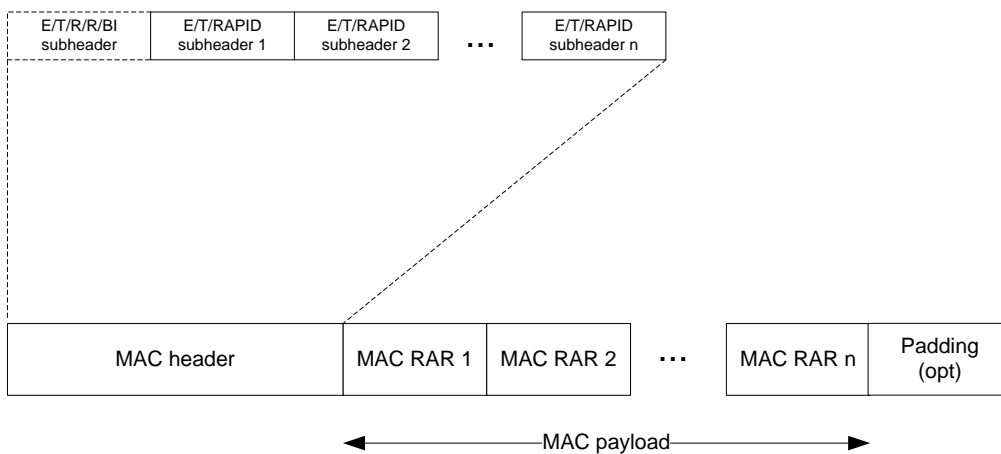 E/T/R/R/BI
subheader
E/T/RAPID
subheader 1
E/T/RAPID
subheader 2
...
E/T/RAPID
subheader n
MAC header
MAC RAR 1
MAC RAR 2
...
MAC RAR n
Padding
(opt)
MAC payload